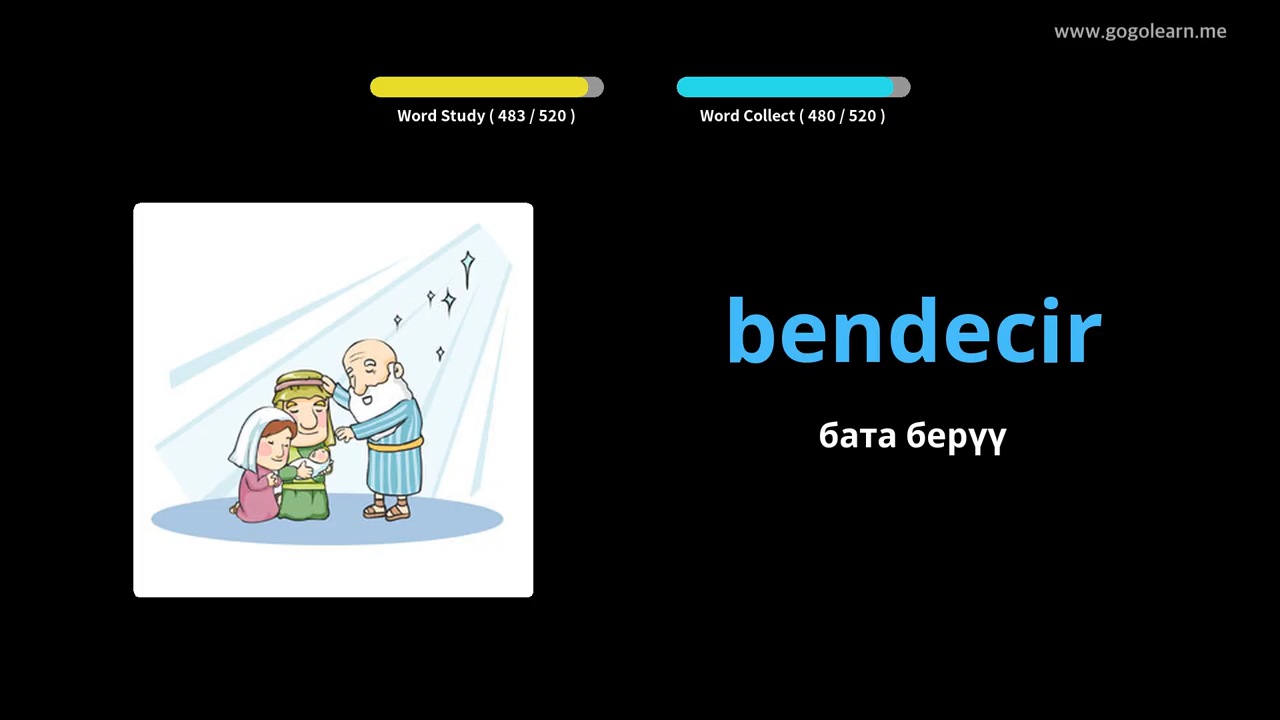 www.gogolearn.me
Word Study ( 483 / 520 )
Word Collect ( 480 / 520 )
bendecir
бата берүү